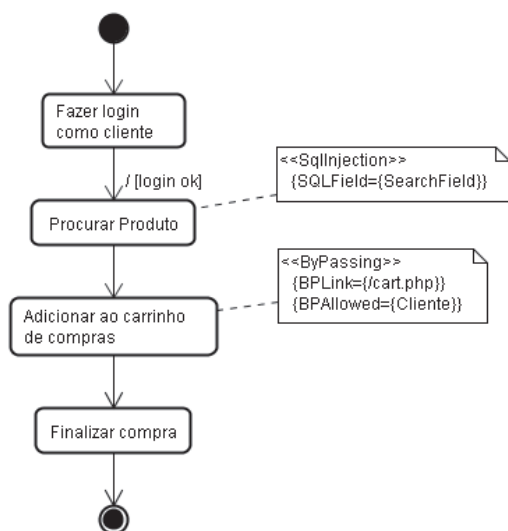 Fazer login
como cliente
/ [login ok]
<<SqlInjection>>
{SQLField={SearchField}}
Procurar Produto
<<ByPassing>>
{BPLink={/cart.php}}
{BPAllowed={Cliente}}
Adicionar ao carrinho
de compras
Finalizar compra